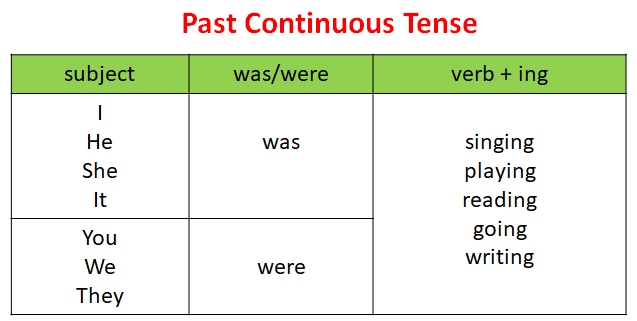 Past Continuous Tense
subject was/were verb + ing
I
He was singing
She playing
It reading
You going
We were writing
They